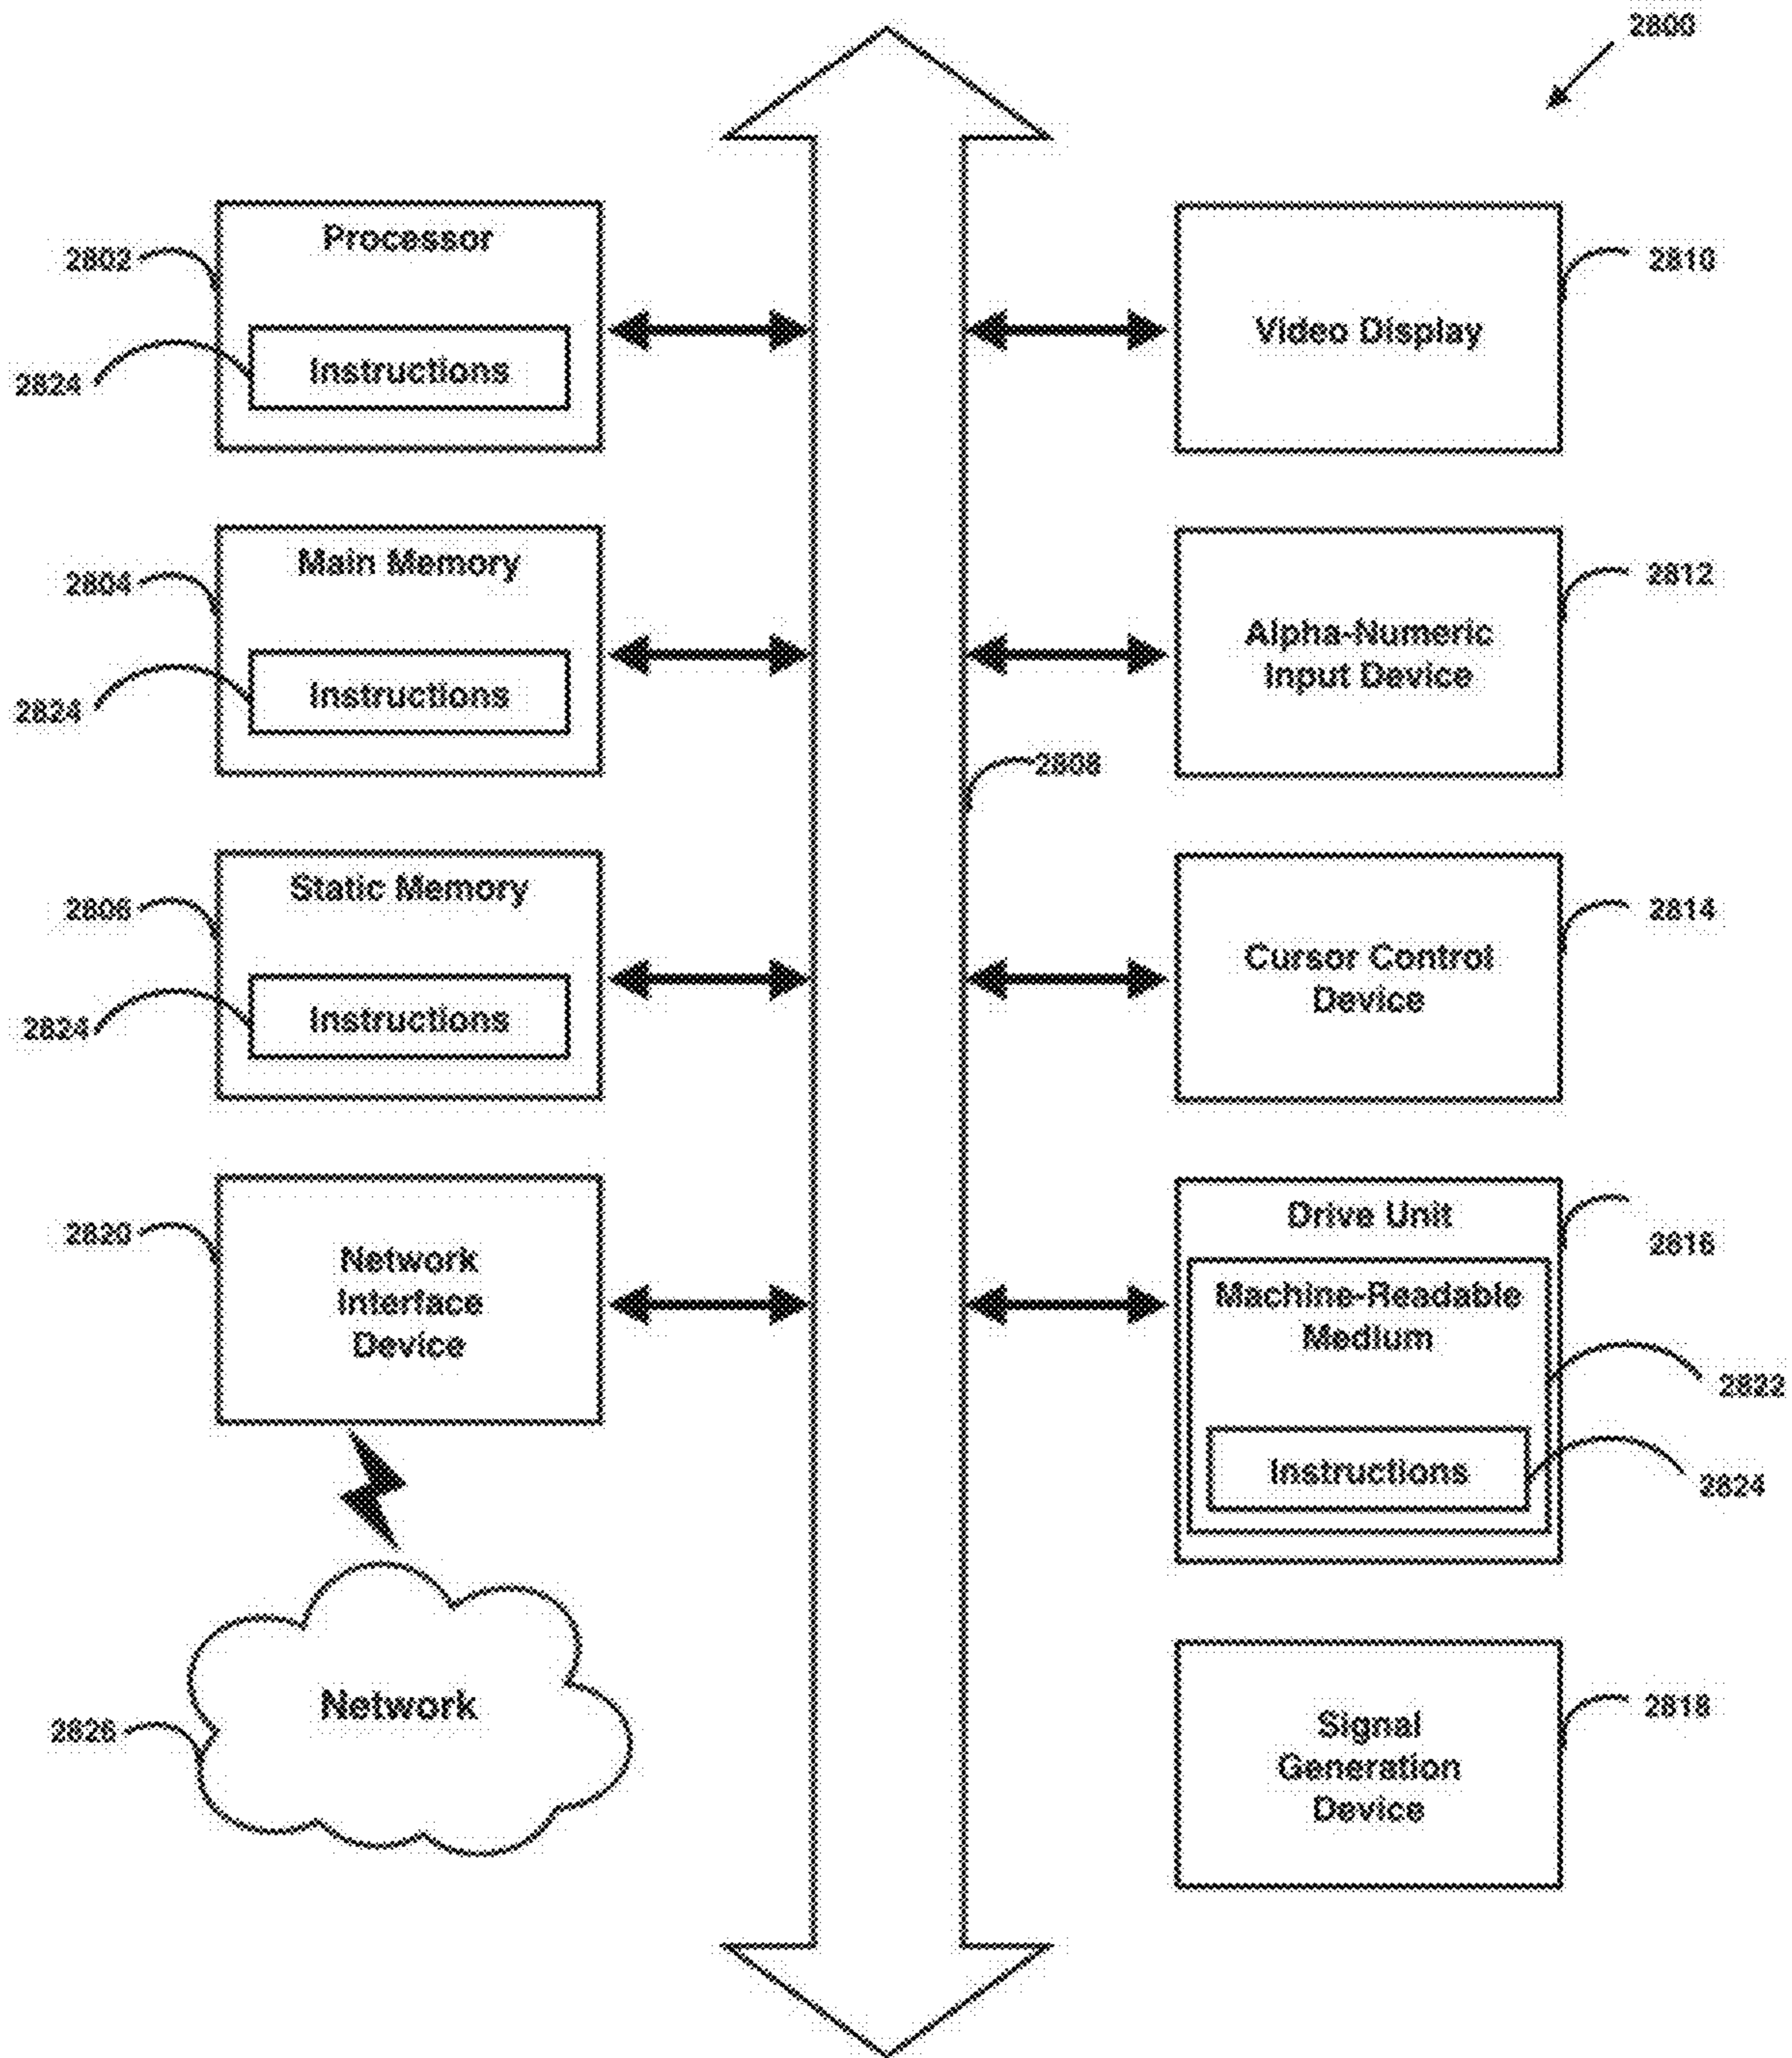 2800
Processor
2802
Instructions
2824
Main Memory
2804
Instructions
2824
Static Memory
2806
Instructions
2824
2820
Network
Interface
Device
Network
2826
2808
Video Display
2810
Alpha-Numeric
Input Device
2812
Cursor Control
Device
2814
Drive Unit
2816
Machine-Readable
Medium
2822
Instructions
2824
Signal
Generation
Device
2818